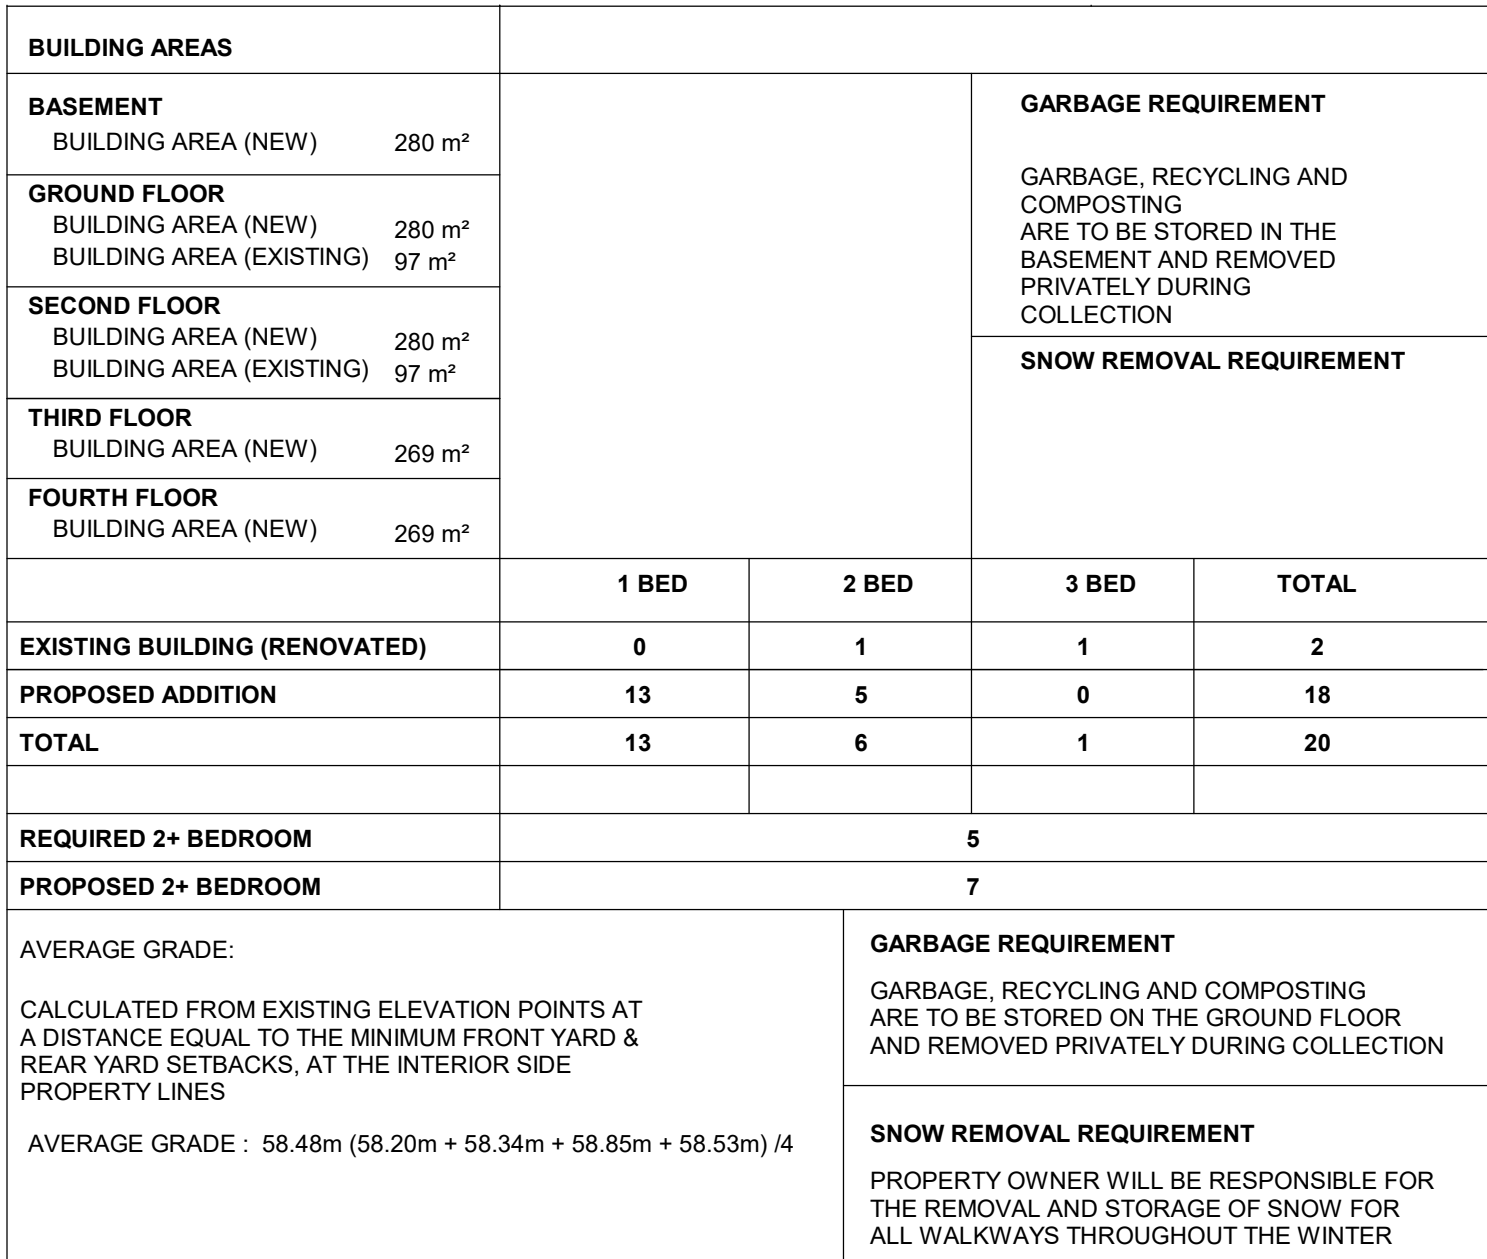 BUILDING AREAS
BASEMENT
BUILDING AREA (NEW) 280 m²
GROUND FLOOR
BUILDING AREA (NEW) 280 m²
BUILDING AREA (EXISTING) 97 m²
SECOND FLOOR
BUILDING AREA (NEW) 280 m²
BUILDING AREA (EXISTING) 97 m²
THIRD FLOOR
BUILDING AREA (NEW) 269 m²
FOURTH FLOOR
BUILDING AREA (NEW) 269 m²
GARBAGE REQUIREMENT
GARBAGE, RECYCLING AND
COMPOSTING
ARE TO BE STORED IN THE
BASEMENT AND REMOVED
PRIVATELY DURING
COLLECTION
SNOW REMOVAL REQUIREMENT
1 BED 2 BED 3 BED TOTAL
EXISTING BUILDING (RENOVATED) 0 1 1 2
PROPOSED ADDITION 13 5 0 18
TOTAL 13 6 1 20
REQUIRED 2+ BEDROOM 5
PROPOSED 2+ BEDROOM 7
AVERAGE GRADE:
CALCULATED FROM EXISTING ELEVATION POINTS AT
A DISTANCE EQUAL TO THE MINIMUM FRONT YARD &
REAR YARD SETBACKS, AT THE INTERIOR SIDE
PROPERTY LINES
AVERAGE GRADE : 58.48m (58.20m + 58.34m + 58.85m + 58.53m) /4
GARBAGE REQUIREMENT
GARBAGE, RECYCLING AND COMPOSTING
ARE TO BE STORED ON THE GROUND FLOOR
AND REMOVED PRIVATELY DURING COLLECTION
SNOW REMOVAL REQUIREMENT
PROPERTY OWNER WILL BE RESPONSIBLE FOR
THE REMOVAL AND STORAGE OF SNOW FOR
ALL WALKWAYS THROUGHOUT THE WINTER